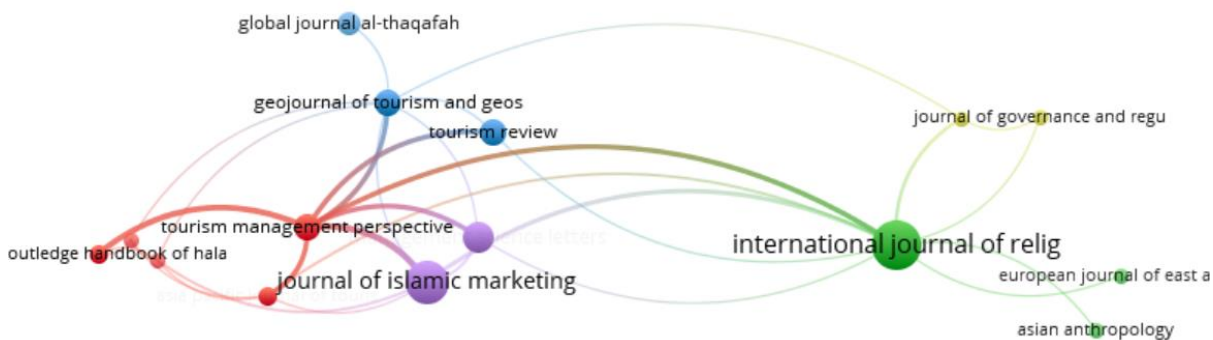 global journal al-thaqafah
geojournal of tourism and geos
tourism review
journal of governance and regu
tourism management perspective
outledge handbook of hala
international journal of relig
journal of islamic marketing
european journal of east a
asian anthropology